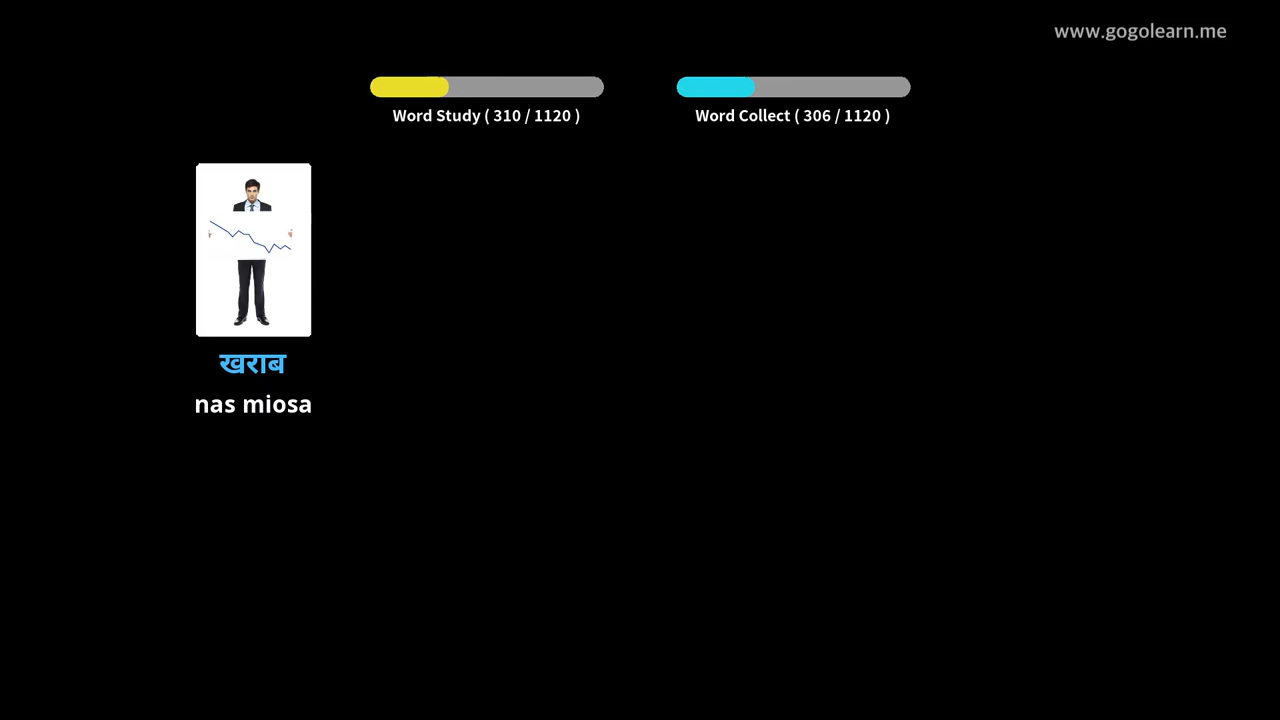 www.gogolearn.me
Word Study ( 310 / 1120 )
Word Collect ( 306 / 1120 )
खराब
nas miosa